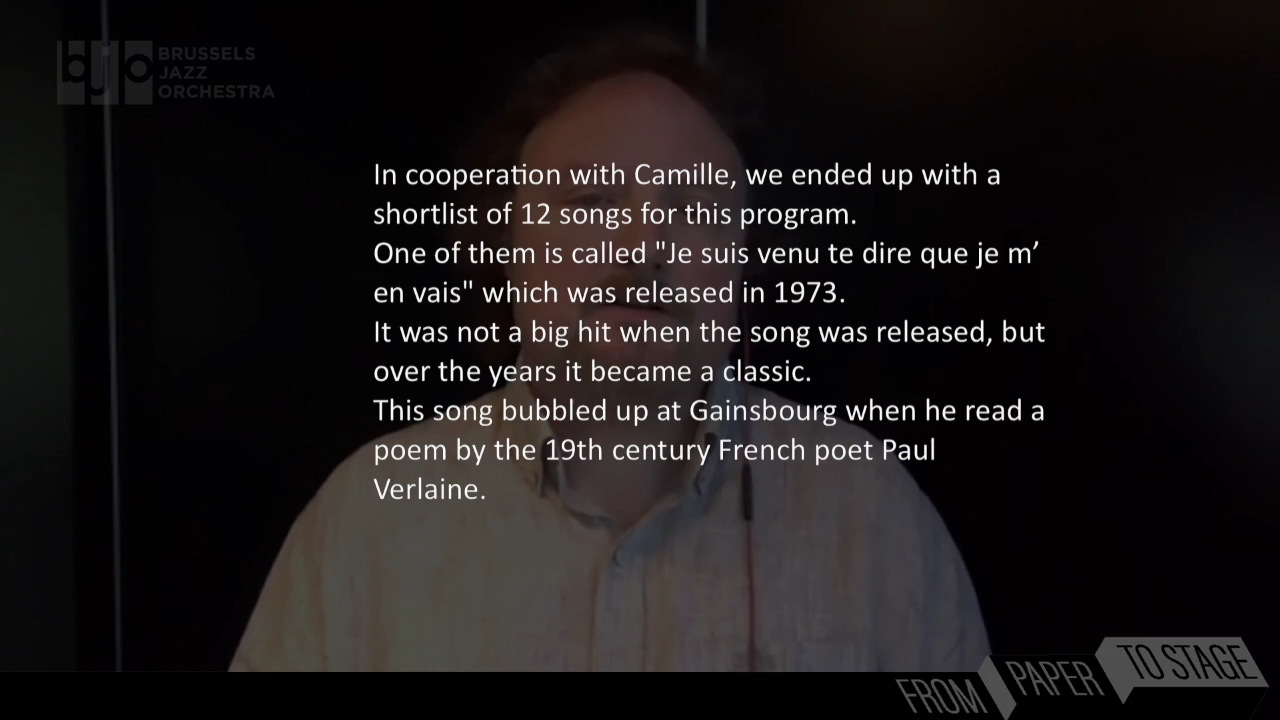 bjo BRUSSELS
JAZZ
ORCHESTRA
In cooperation with Camille, we ended up with a
shortlist of 12 songs for this program.
One of them is called "Je suis venu te dire que je m’
en vais" which was released in 1973.
It was not a big hit when the song was released, but
over the years it became a classic.
This song bubbled up at Gainsbourg when he read a
poem by the 19th century French poet Paul
Verlaine.
FROM PAPER TO STAGE